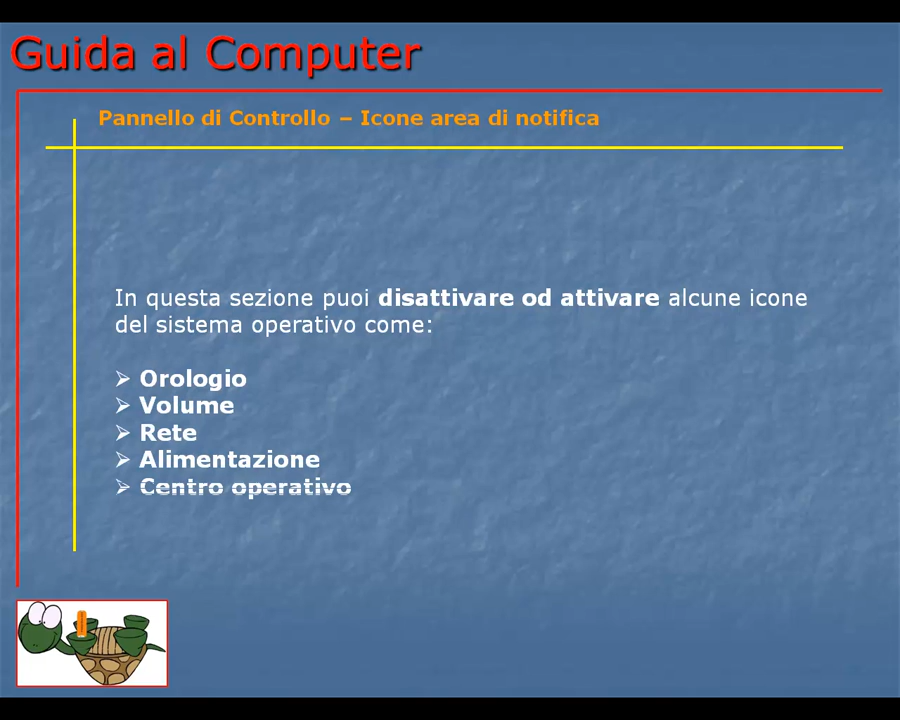 Guida al Computer
Pannello di Controllo – Icone area di notifica
In questa sezione puoi disattivare od attivare alcune icone
del sistema operativo come:
➢ Orologio
➢ Volume
➢ Rete
➢ Alimentazione
➢ Centro operativo